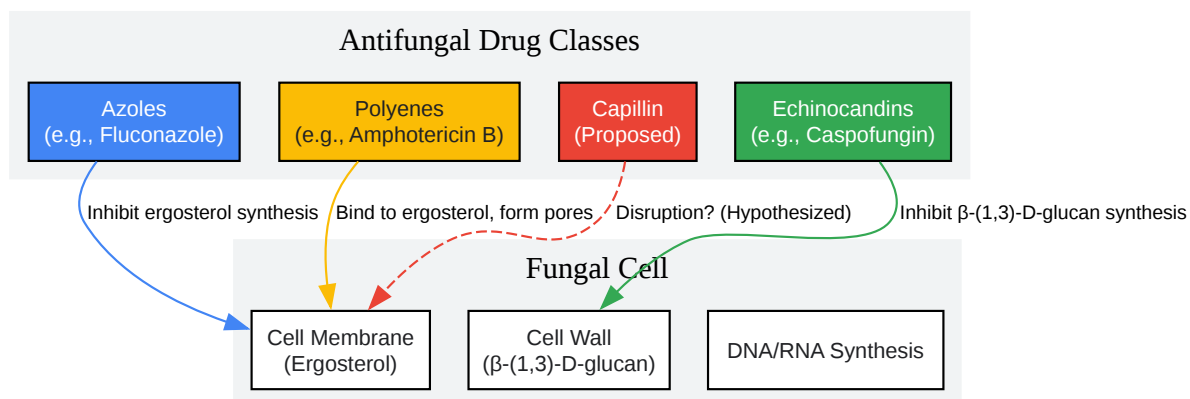 Antifungal Drug Classes
Azoles
(e.g., Fluconazole)
Polyenes
(e.g., Amphotericin B)
Capillin
(Proposed)
Echinocandins
(e.g., Caspofungin)
Inhibit ergosterol synthesis
Bind to ergosterol, form pores
Disruption? (Hypothesized)
Inhibit β-(1,3)-D-glucan synthesis
Fungal Cell
Cell Membrane
(Ergosterol)
Cell Wall
(β-(1,3)-D-glucan)
DNA/RNA Synthesis